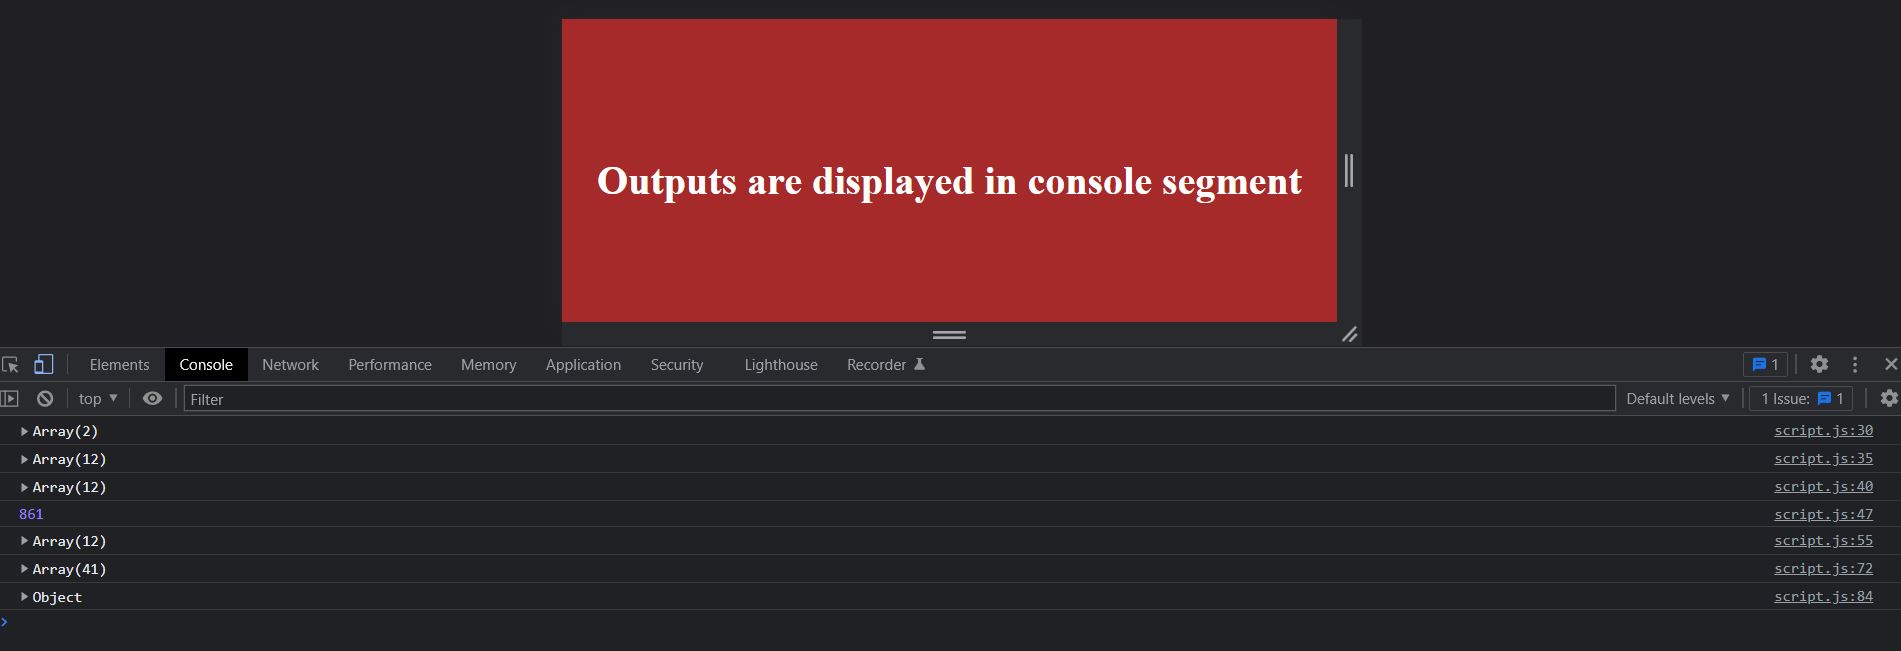 Outputs are displayed in console segment
Elements Console Network Performance Memory Application Security Lighthouse Recorder 1
top Filter Default levels 1 Issue: 1
Array(2) script.js:30
Array(12) script.js:35
Array(12) script.js:40
861 script.js:47
Array(12) script.js:55
Array(41) script.js:72
Object script.js:84